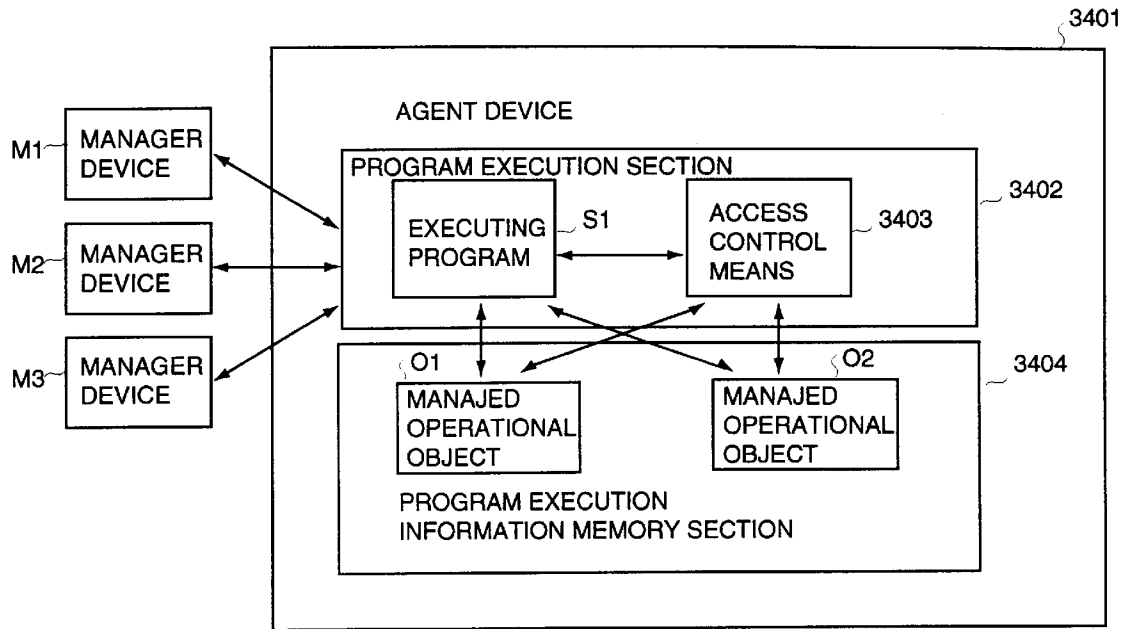 3401
AGENT DEVICE
M1
MANAGER
DEVICE
M2
MANAGER
DEVICE
M3
MANAGER
DEVICE
PROGRAM EXECUTION SECTION
3402
EXECUTING
PROGRAM
S1
ACCESS
CONTROL
MEANS
3403
3404
O1
MANAJED
OPERATIONAL
OBJECT
O2
MANAJED
OPERATIONAL
OBJECT
PROGRAM EXECUTION
INFORMATION MEMORY SECTION